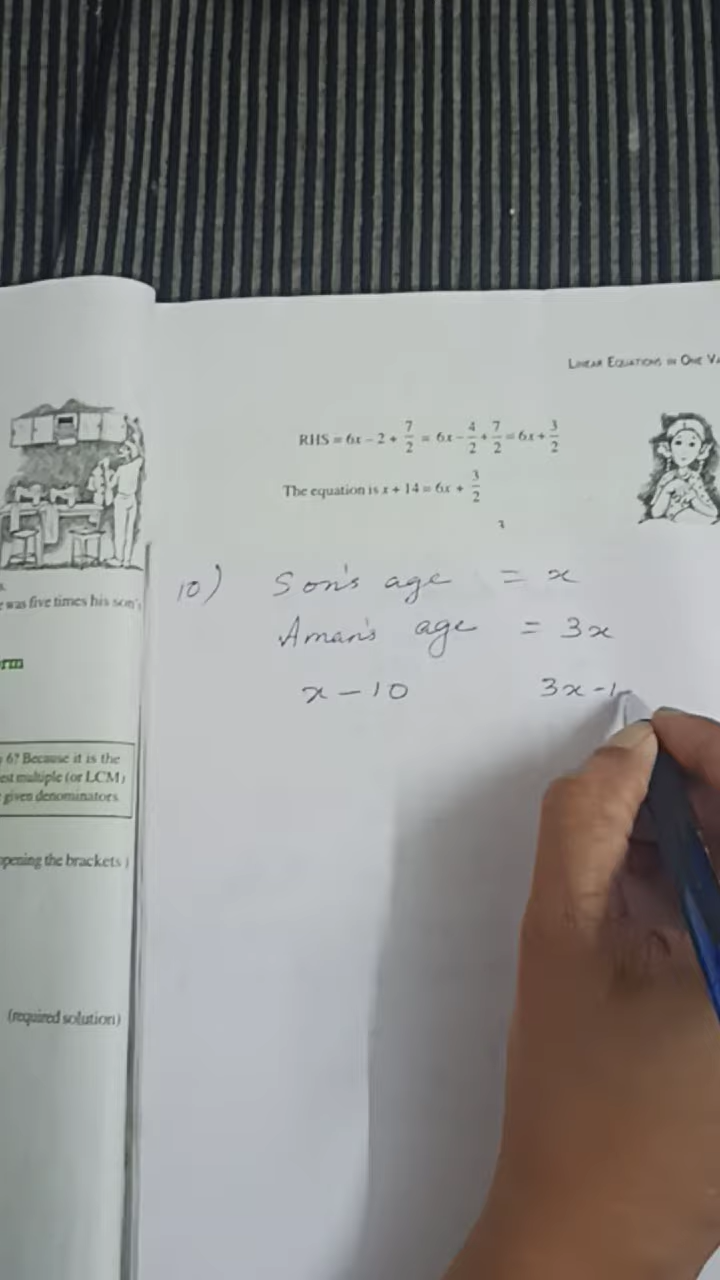 LINEAR EQUATIONS IN ONE
RHS = 6x − 2 + 7/2 = 6x − 4/2 + 7/2 = 6x + 3/2
The equation is x + 14 = 6x + 3/2
10) Son's age = x
Aman's age = 3x
x − 10 3x − 1
was five times his son's
rm
6? Because it is the
est multiple (or LCM)
given denominators.
pening the brackets)
(required solution)